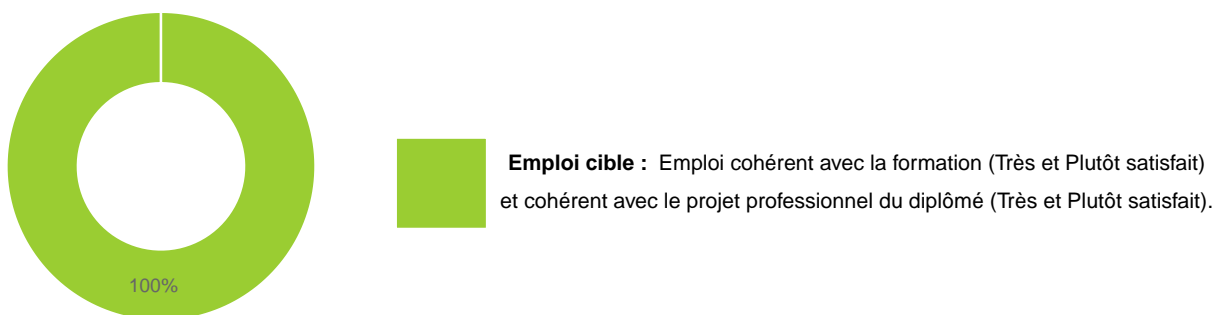 Emploi cible : Emploi cohérent avec la formation (Très et Plutôt satisfait)
et cohérent avec le projet professionnel du diplômé (Très et Plutôt satisfait).
100%